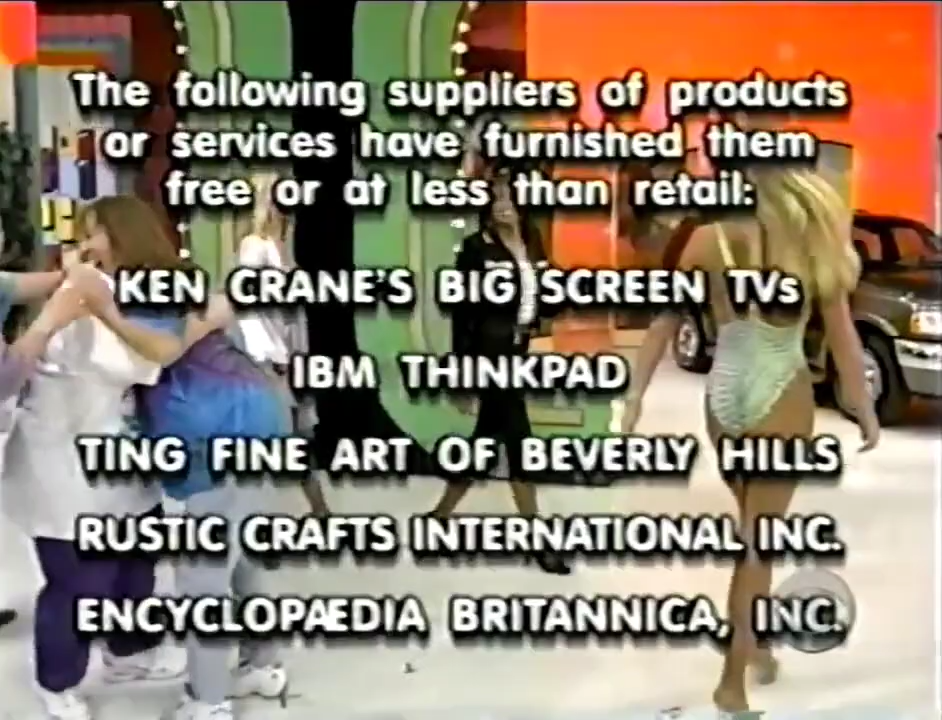 The following suppliers of products
or services have furnished them
free or at less than retail:
KEN CRANE'S BIG SCREEN TVs
IBM THINKPAD
TING FINE ART OF BEVERLY HILLS
RUSTIC CRAFTS INTERNATIONAL INC.
ENCYCLOPÆDIA BRITANNICA, INC.